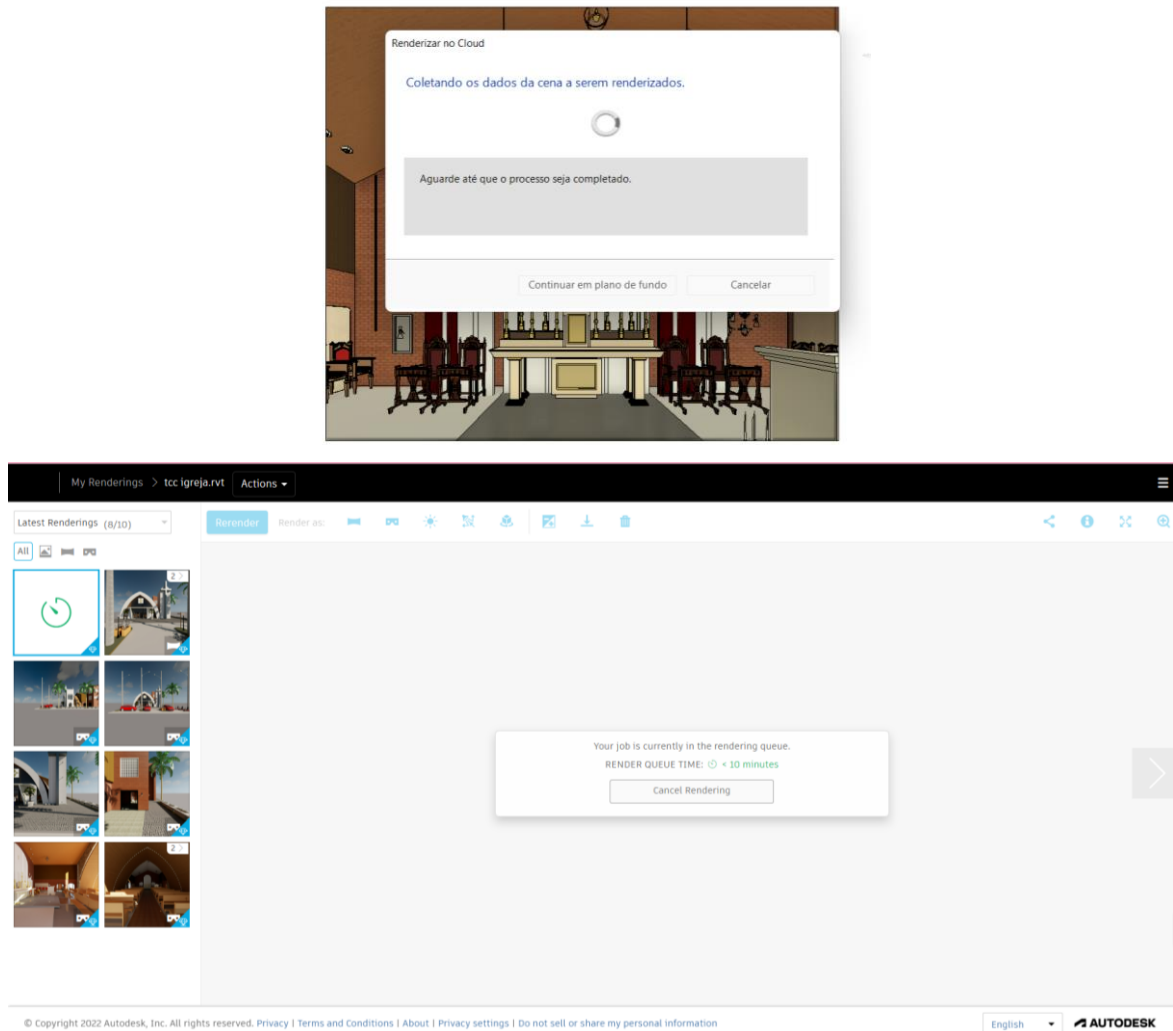 Renderizar no Cloud
Coletando os dados da cena a serem renderizados.
Aguarde até que o processo seja completado.
Continuar em plano de fundo Cancelar
My Renderings > tcc igreja.rvt Actions
Latest Renderings (8/10) Rerender Render as:
All
2
2
Your job is currently in the rendering queue.
RENDER QUEUE TIME: < 10 minutes
Cancel Rendering
© Copyright 2022 Autodesk, Inc. All rights reserved. Privacy | Terms and Conditions | About | Privacy settings | Do not sell or share my personal information
English AUTODESK